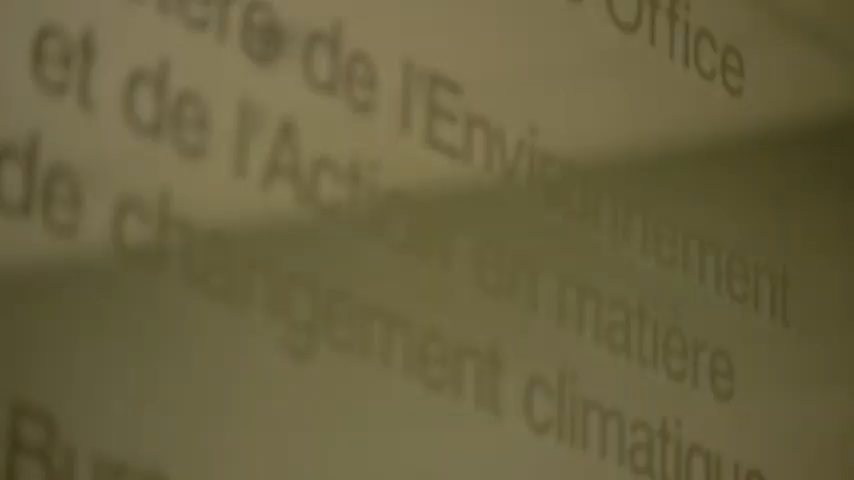 Office
de l'Environnement
et de l'Action en matière
de changement climatique